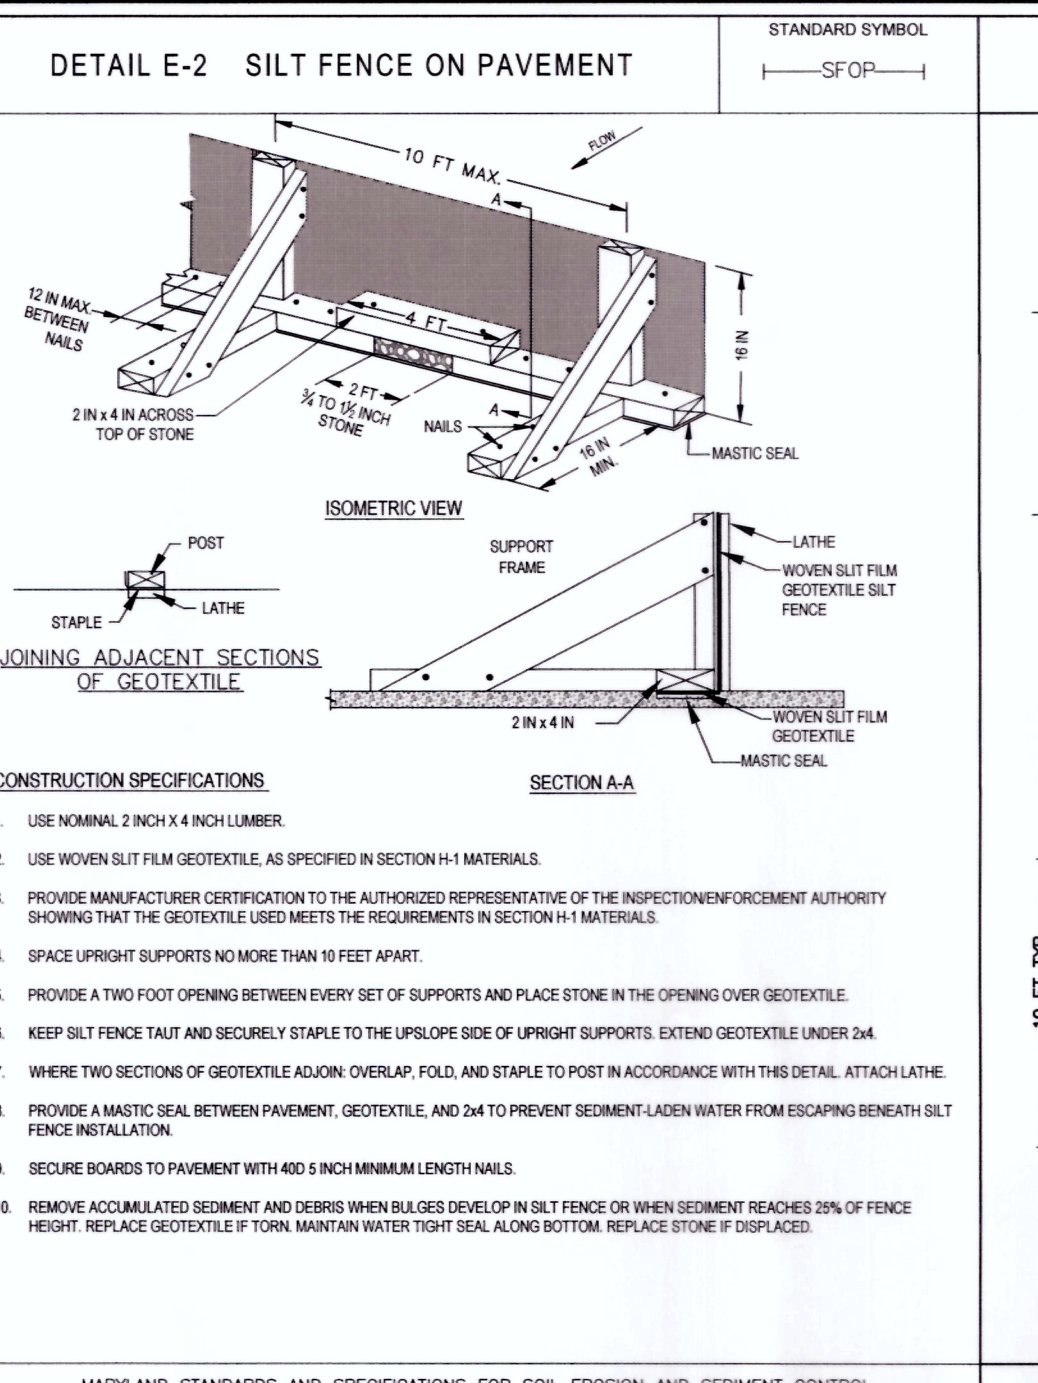 STANDARD SYMBOL
DETAIL E-2 SILT FENCE ON PAVEMENT
SFOP
FLOW
10 FT MAX.
A
12 IN MAX.
BETWEEN
NAILS
4 FT
16 IN
2 FT
3/4 TO 1 1/2 INCH
STONE
2 IN x 4 IN ACROSS
TOP OF STONE
A
NAILS
16 IN
MIN.
MASTIC SEAL
ISOMETRIC VIEW
POST
STAPLE
LATHE
JOINING ADJACENT SECTIONS
OF GEOTEXTILE
SUPPORT
FRAME
LATHE
WOVEN SLIT FILM
GEOTEXTILE SILT
FENCE
2 IN x 4 IN
WOVEN SLIT FILM
GEOTEXTILE
MASTIC SEAL
SECTION A-A
CONSTRUCTION SPECIFICATIONS
USE NOMINAL 2 INCH X 4 INCH LUMBER.
USE WOVEN SLIT FILM GEOTEXTILE, AS SPECIFIED IN SECTION H-1 MATERIALS.
PROVIDE MANUFACTURER CERTIFICATION TO THE AUTHORIZED REPRESENTATIVE OF THE INSPECTION/ENFORCEMENT AUTHORITY
SHOWING THAT THE GEOTEXTILE USED MEETS THE REQUIREMENTS IN SECTION H-1 MATERIALS.
SPACE UPRIGHT SUPPORTS NO MORE THAN 10 FEET APART.
PROVIDE A TWO FOOT OPENING BETWEEN EVERY SET OF SUPPORTS AND PLACE STONE IN THE OPENING OVER GEOTEXTILE.
KEEP SILT FENCE TAUT AND SECURELY STAPLE TO THE UPSLOPE SIDE OF UPRIGHT SUPPORTS. EXTEND GEOTEXTILE UNDER 2x4.
WHERE TWO SECTIONS OF GEOTEXTILE ADJOIN: OVERLAP, FOLD, AND STAPLE TO POST IN ACCORDANCE WITH THIS DETAIL. ATTACH LATHE.
PROVIDE A MASTIC SEAL BETWEEN PAVEMENT, GEOTEXTILE, AND 2x4 TO PREVENT SEDIMENT-LADEN WATER FROM ESCAPING BENEATH SILT
FENCE INSTALLATION.
SECURE BOARDS TO PAVEMENT WITH 40D 5 INCH MINIMUM LENGTH NAILS.
REMOVE ACCUMULATED SEDIMENT AND DEBRIS WHEN BULGES DEVELOP IN SILT FENCE OR WHEN SEDIMENT REACHES 25% OF FENCE
HEIGHT. REPLACE GEOTEXTILE IF TORN. MAINTAIN WATER TIGHT SEAL ALONG BOTTOM. REPLACE STONE IF DISPLACED.
MARYLAND STANDARDS AND SPECIFICATIONS FOR SOIL EROSION AND SEDIMENT CONTROL